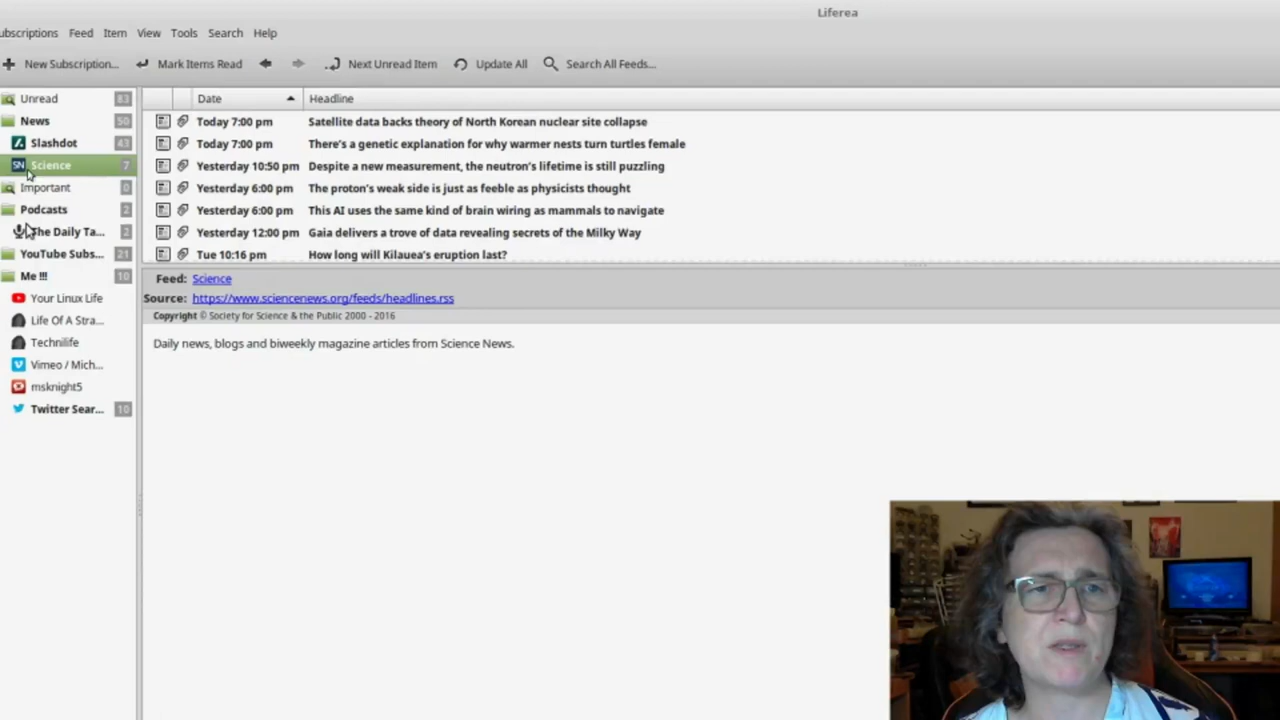 Liferea
ubscriptions Feed Item View Tools Search Help
New Subscription... Mark Items Read Next Unread Item Update All Search All Feeds...
Unread 83
News 50
Slashdot 43
SN Science 7
Important 0
Podcasts 2
The Daily Ta... 2
YouTube Subs... 21
Me !!! 10
Your Linux Life
Life Of A Stra...
Technilife
Vimeo / Mich...
msknight5
Twitter Sear... 10
Date Headline
Today 7:00 pm Satellite data backs theory of North Korean nuclear site collapse
Today 7:00 pm There's a genetic explanation for why warmer nests turn turtles female
Yesterday 10:50 pm Despite a new measurement, the neutron's lifetime is still puzzling
Yesterday 6:00 pm The proton's weak side is just as feeble as physicists thought
Yesterday 6:00 pm This AI uses the same kind of brain wiring as mammals to navigate
Yesterday 12:00 pm Gaia delivers a trove of data revealing secrets of the Milky Way
Tue 10:16 pm How long will Kilauea's eruption last?
Feed: Science
Source: https://www.sciencenews.org/feeds/headlines.rss
Copyright © Society for Science & the Public 2000 - 2016
Daily news, blogs and biweekly magazine articles from Science News.